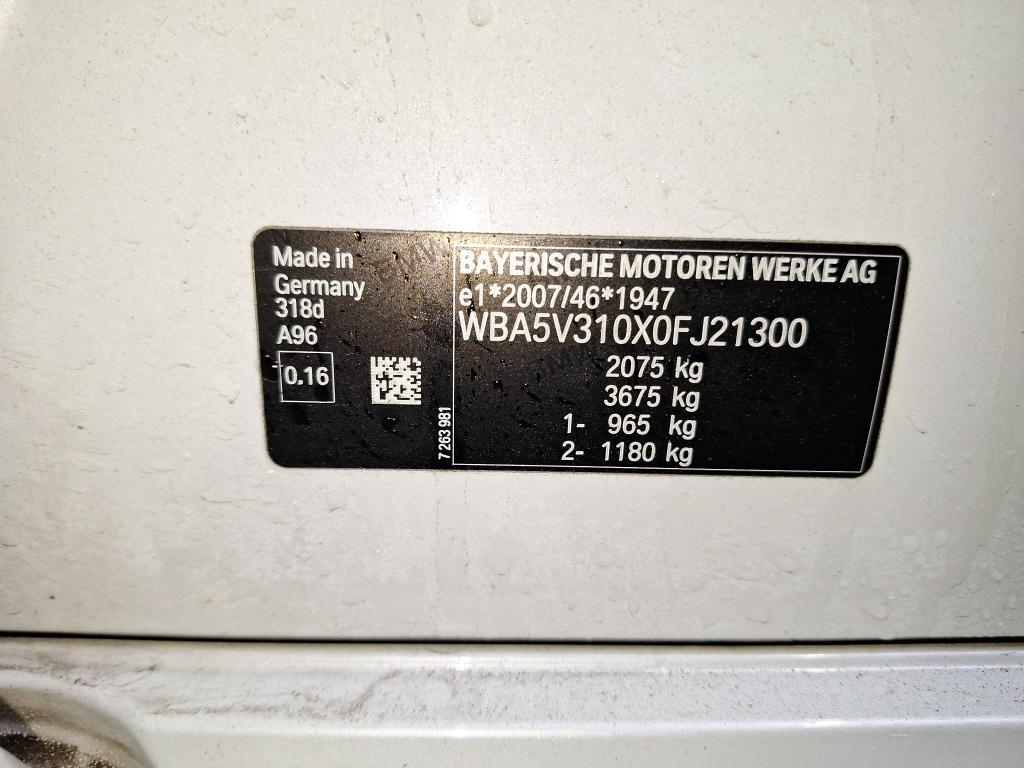 Made in
Germany
318d
A96
0.16
7 263 981
BAYERISCHE MOTOREN WERKE AG
e1*2007/46*1947
WBA5V310X0FJ21300
2075 kg
3675 kg
1- 965 kg
2- 1180 kg